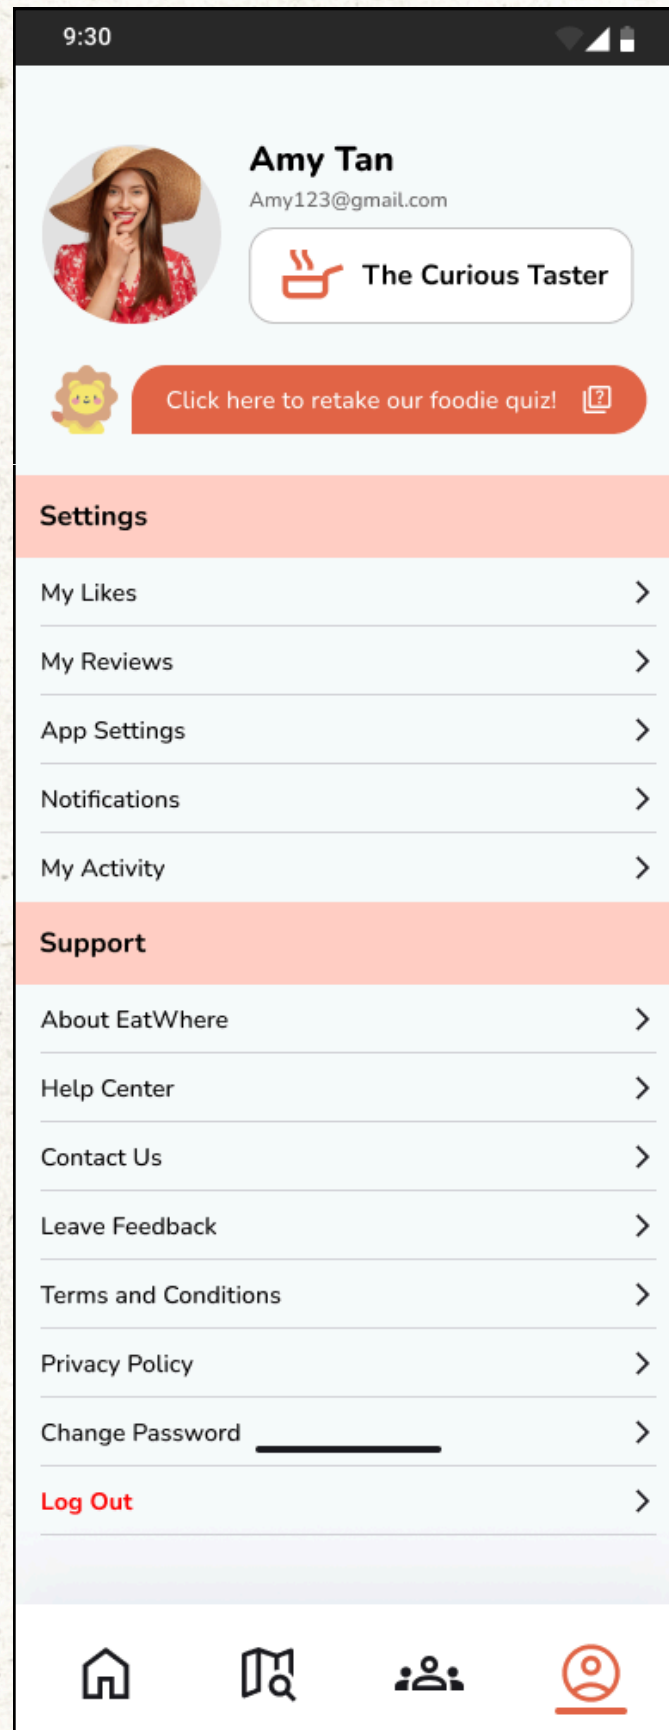 9:30
Amy Tan
Amy123@gmail.com
The Curious Taster
Click here to retake our foodie quiz!
Settings
My Likes
My Reviews
App Settings
Notifications
My Activity
Support
About EatWhere
Help Center
Contact Us
Leave Feedback
Terms and Conditions
Privacy Policy
Change Password
Log Out